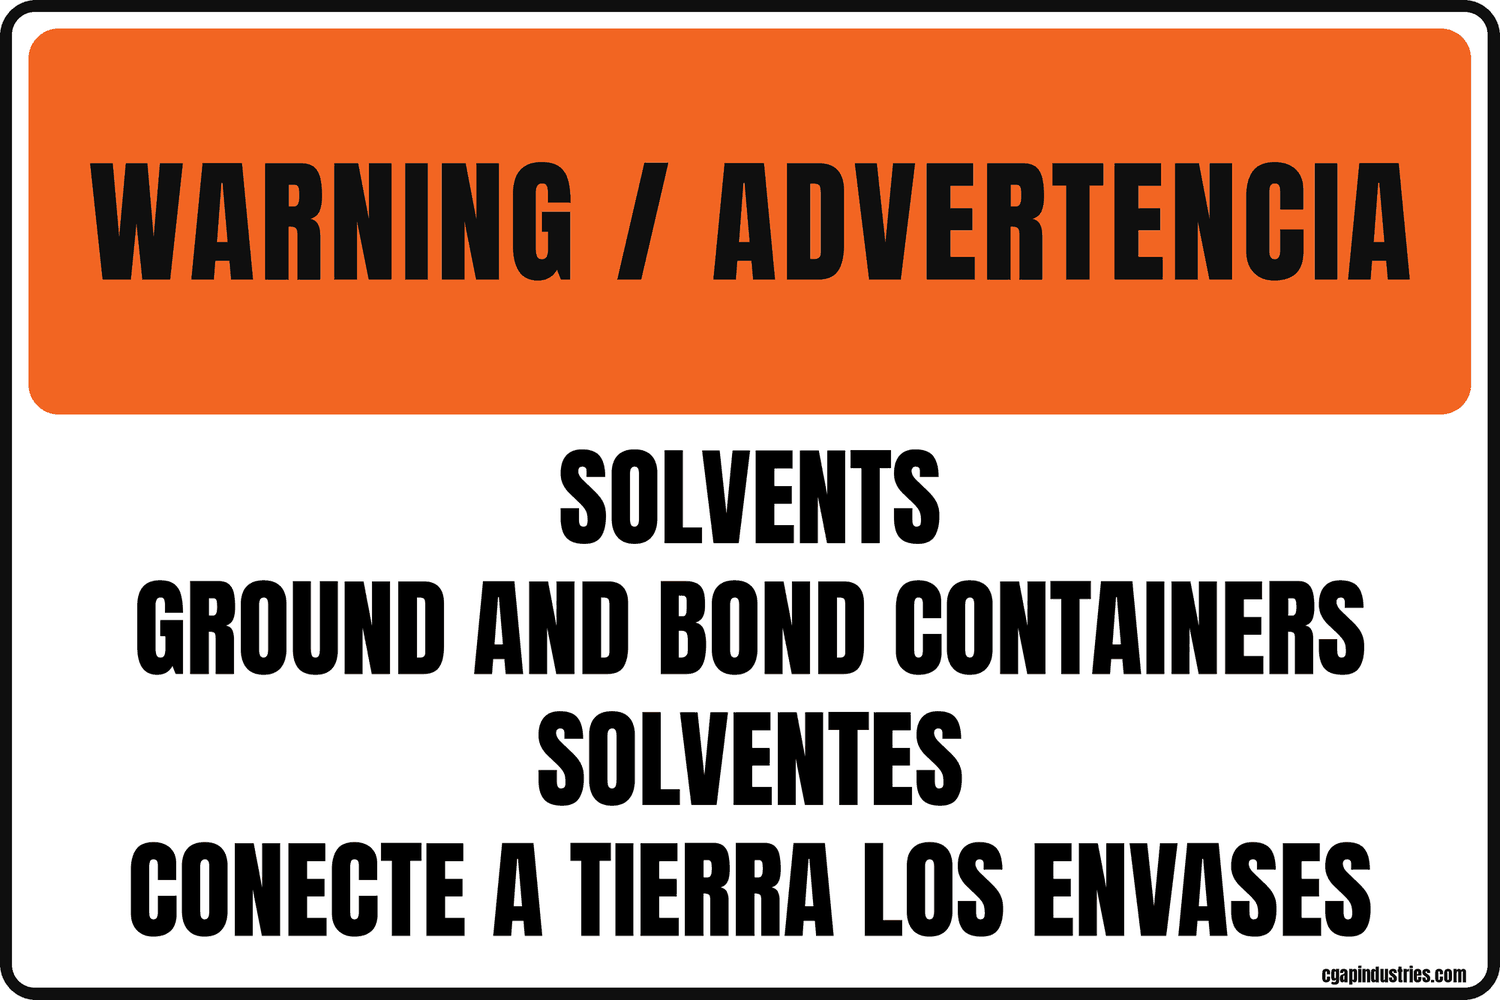 WARNING / ADVERTENCIA
SOLVENTS
GROUND AND BOND CONTAINERS
SOLVENTES
CONECTE A TIERRA LOS ENVASES
cgapindustries.com